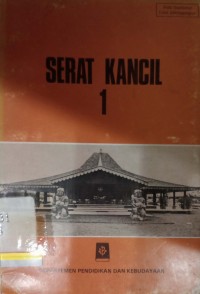 SERAT KANCIL
1
DEPARTEMEN PENDIDIKAN DAN KEBUDAYAAN